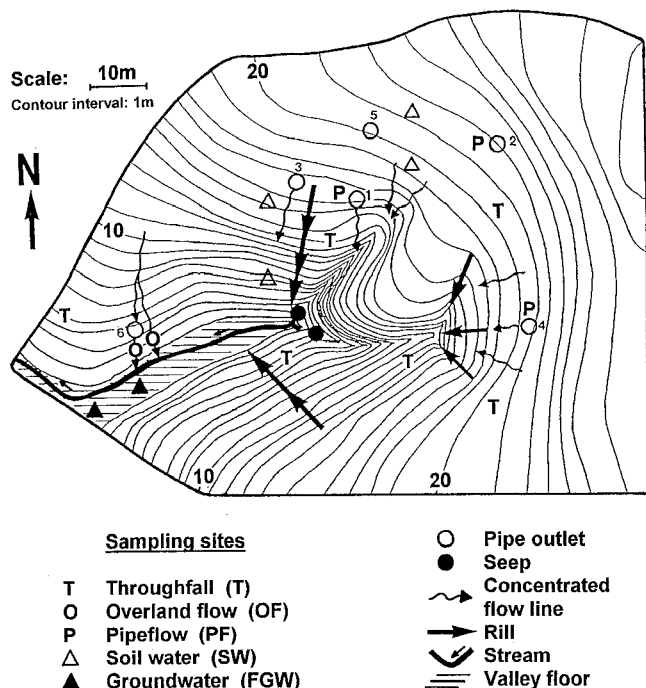 Scale: 10m
Contour interval: 1m
20
5
P 2
N
3
P 1
T
T
10
T
P
4
6
O O
T
T
T
10
20
Sampling sites
T Throughfall (T)
O Overland flow (OF)
P Pipeflow (PF)
Soil water (SW)
Groundwater (FGW)
Pipe outlet
Seep
Concentrated
flow line
Rill
Stream
Valley floor